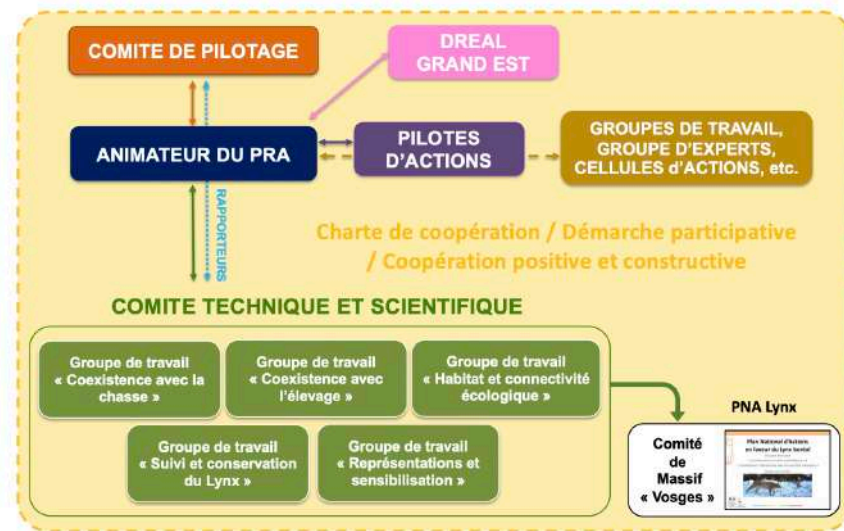 COMITE DE PILOTAGE
DREAL
GRAND EST
ANIMATEUR DU PRA
PILOTES
D'ACTIONS
GROUPES DE TRAVAIL,
GROUPE D'EXPERTS,
CELLULES d'ACTIONS, etc.
RAPPORTEURS
Charte de coopération / Démarche participative
/ Coopération positive et constructive
COMITE TECHNIQUE ET SCIENTIFIQUE
Groupe de travail
« Coexistence avec la
chasse »
Groupe de travail
« Coexistence avec
l'élevage »
Groupe de travail
« Habitat et connectivité
écologique »
Groupe de travail
« Suivi et conservation
du Lynx »
Groupe de travail
« Représentations et
sensibilisation »
PNA Lynx
Comité
de
Massif
« Vosges »
Plan National d'Actions
en faveur du Lynx boréal